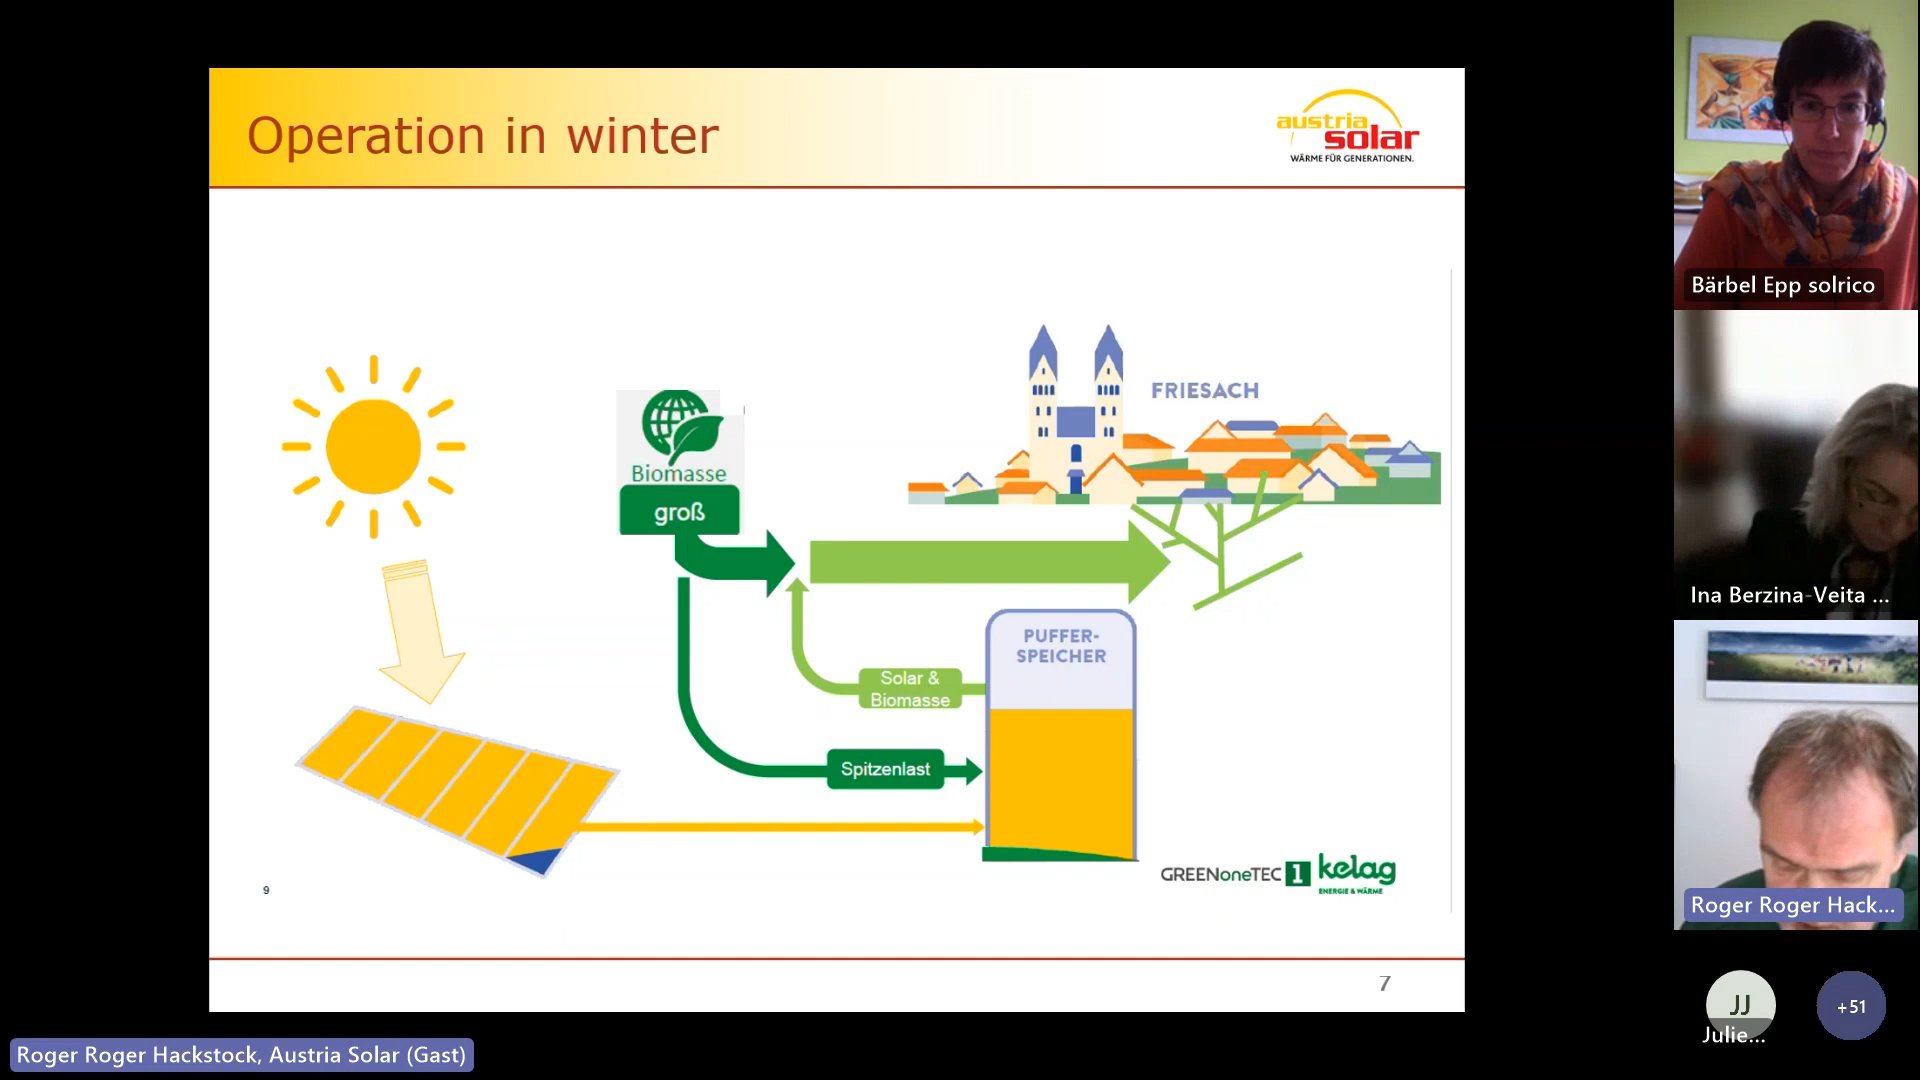 Operation in winter
austria
solar
WÄRME FÜR GENERATIONEN.
FRIESACH
Biomasse
groß
PUFFER-
SPEICHER
Solar &
Biomasse
Spitzenlast
GREENoneTEC 1 kelag
ENERGIE & WÄRME
9
7
Bärbel Epp solrico
Ina Berzina-Veita ...
Roger Roger Hack...
JJ
Julie...
+51
Roger Roger Hackstock, Austria Solar (Gast)